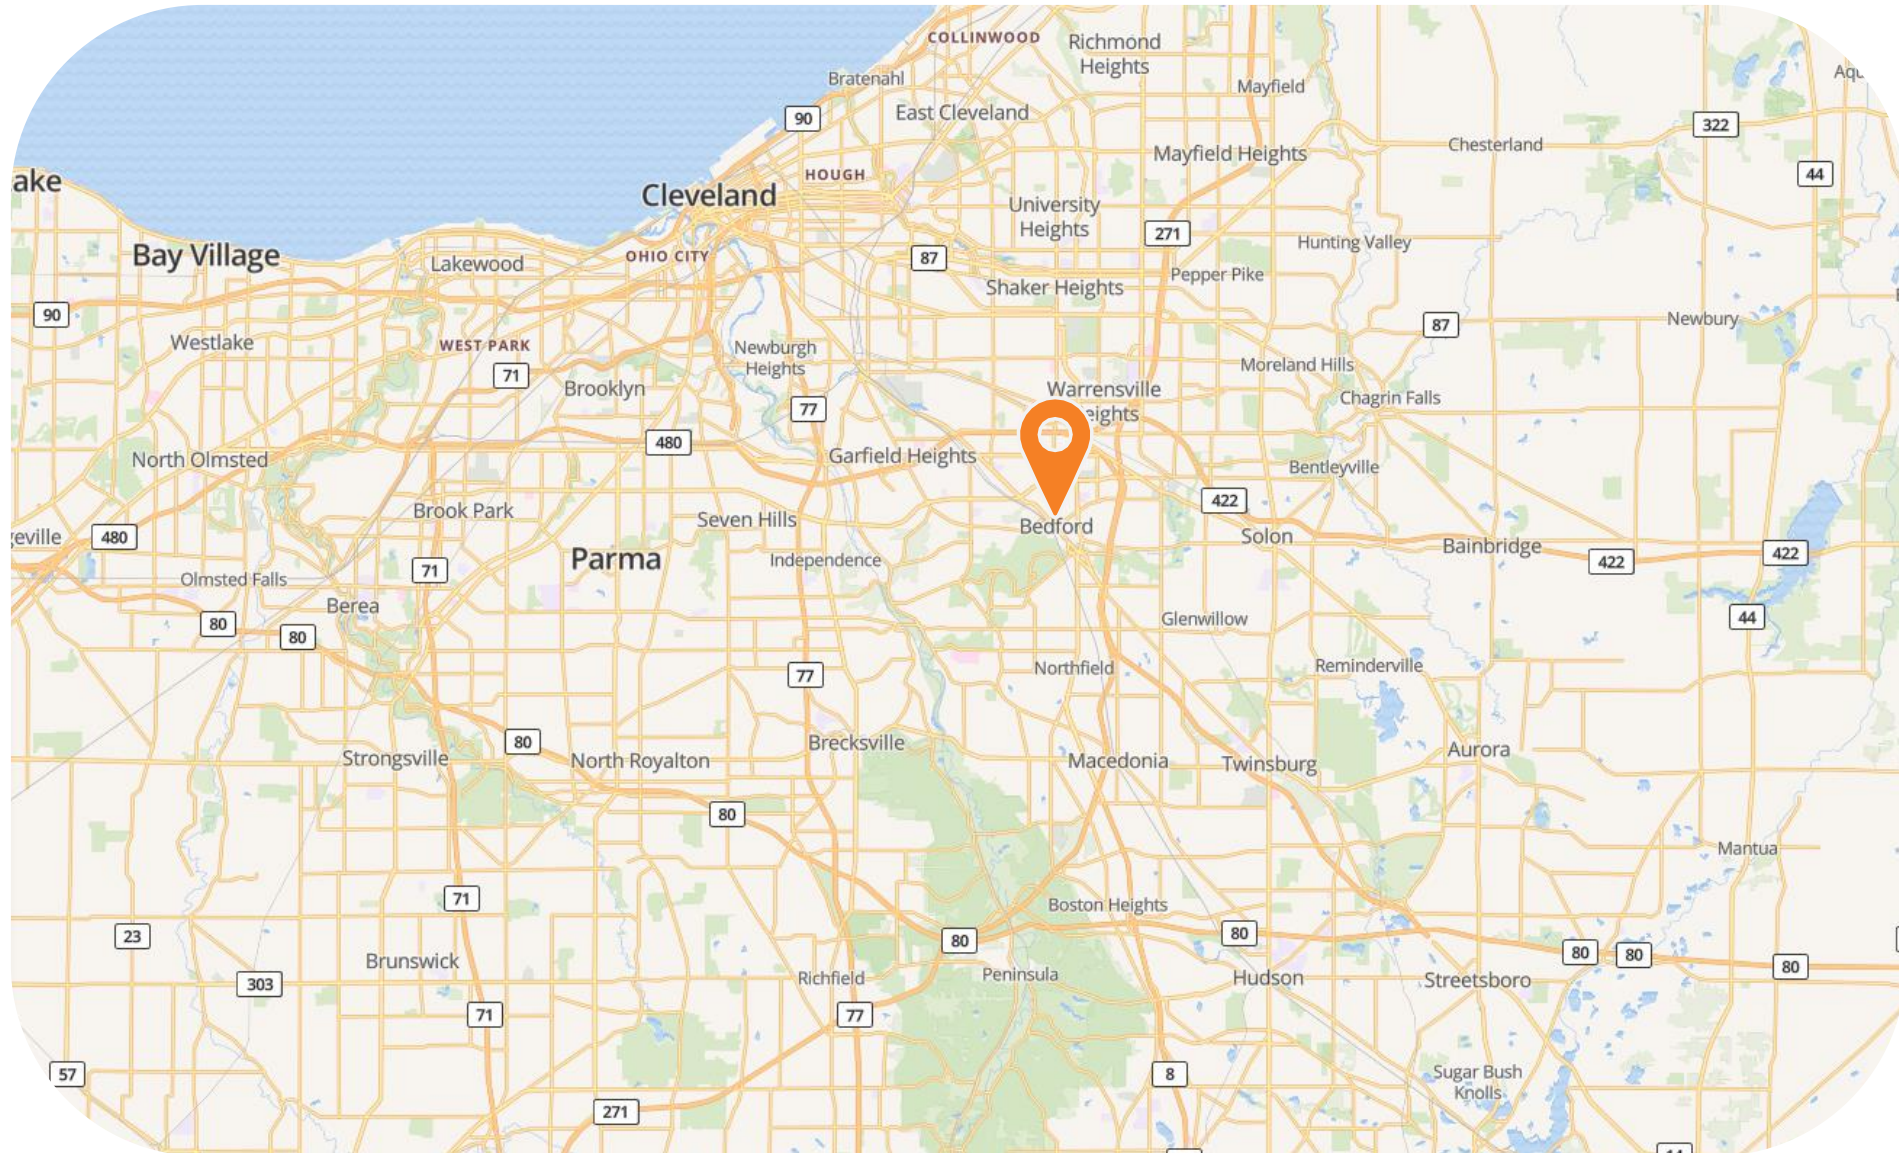 COLLINWOOD
Richmond
Heights
Bratenahl
Mayfield
90
East Cleveland
322
Chesterland
Mayfield Heights
HOUGH
44
ake
Cleveland
University
Heights
271
Hunting Valley
Bay Village
OHIO CITY
87
Lakewood
Pepper Pike
Shaker Heights
90
Newbury
87
Westlake
WEST PARK
Newburgh
Heights
Moreland Hills
71
Brooklyn
Warrensville
eights
Chagrin Falls
77
480
North Olmsted
Garfield Heights
Bentleyville
422
Brook Park
Seven Hills
Bedford
480
Solon
eville
Bainbridge
422
422
Parma
Independence
71
Olmsted Falls
Berea
44
80
80
Glenwillow
77
Northfield
Reminderville
80
Brecksville
Aurora
Strongsville
North Royalton
Macedonia
Twinsburg
80
Mantua
71
Boston Heights
23
80
80
80
80
80
Brunswick
303
Richfield
Peninsula
Hudson
Streetsboro
71
77
57
8
Sugar Bush
Knolls
271